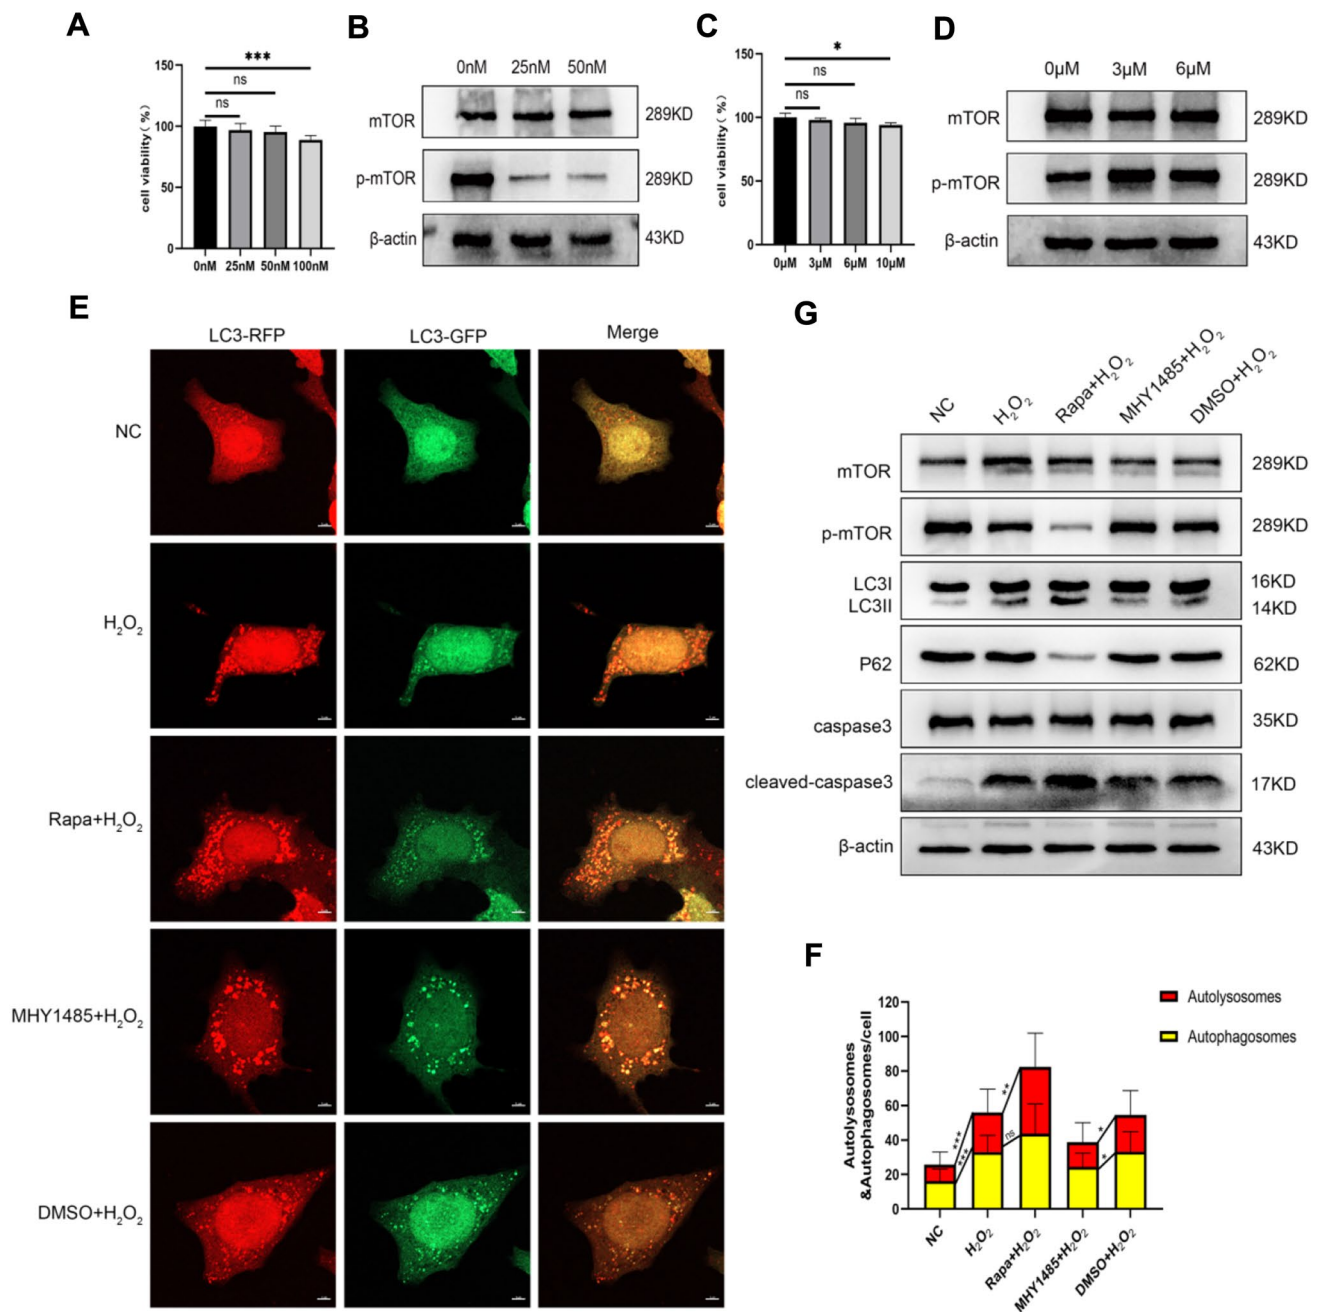 A
***
ns
ns
150
100
50
0
cell viability( %)
0nM 25nM 50nM 100nM
B
0nM 25nM 50nM
mTOR 289KD
p-mTOR 289KD
β-actin 43KD
C
*
ns
ns
150
100
50
0
cell viability( %)
0μM 3μM 6μM 10μM
D
0μM 3μM 6μM
mTOR 289KD
p-mTOR 289KD
β-actin 43KD
E
LC3-RFP LC3-GFP Merge
NC
H₂O₂
Rapa+H₂O₂
MHY1485+H₂O₂
DMSO+H₂O₂
G
NC H₂O₂ Rapa+H₂O₂ MHY1485+H₂O₂ DMSO+H₂O₂
mTOR 289KD
p-mTOR 289KD
LC3I 16KD
LC3II 14KD
P62 62KD
caspase3 35KD
cleaved-caspase3 17KD
β-actin 43KD
F
Autolysosomes
Autophagosomes
120
100
80
60
40
20
0
Autolysosomes
&Autophagosomes/cell
***
***
**
ns
*
*
NC H₂O₂ Rapa+H₂O₂ MHY1485+H₂O₂ DMSO+H₂O₂